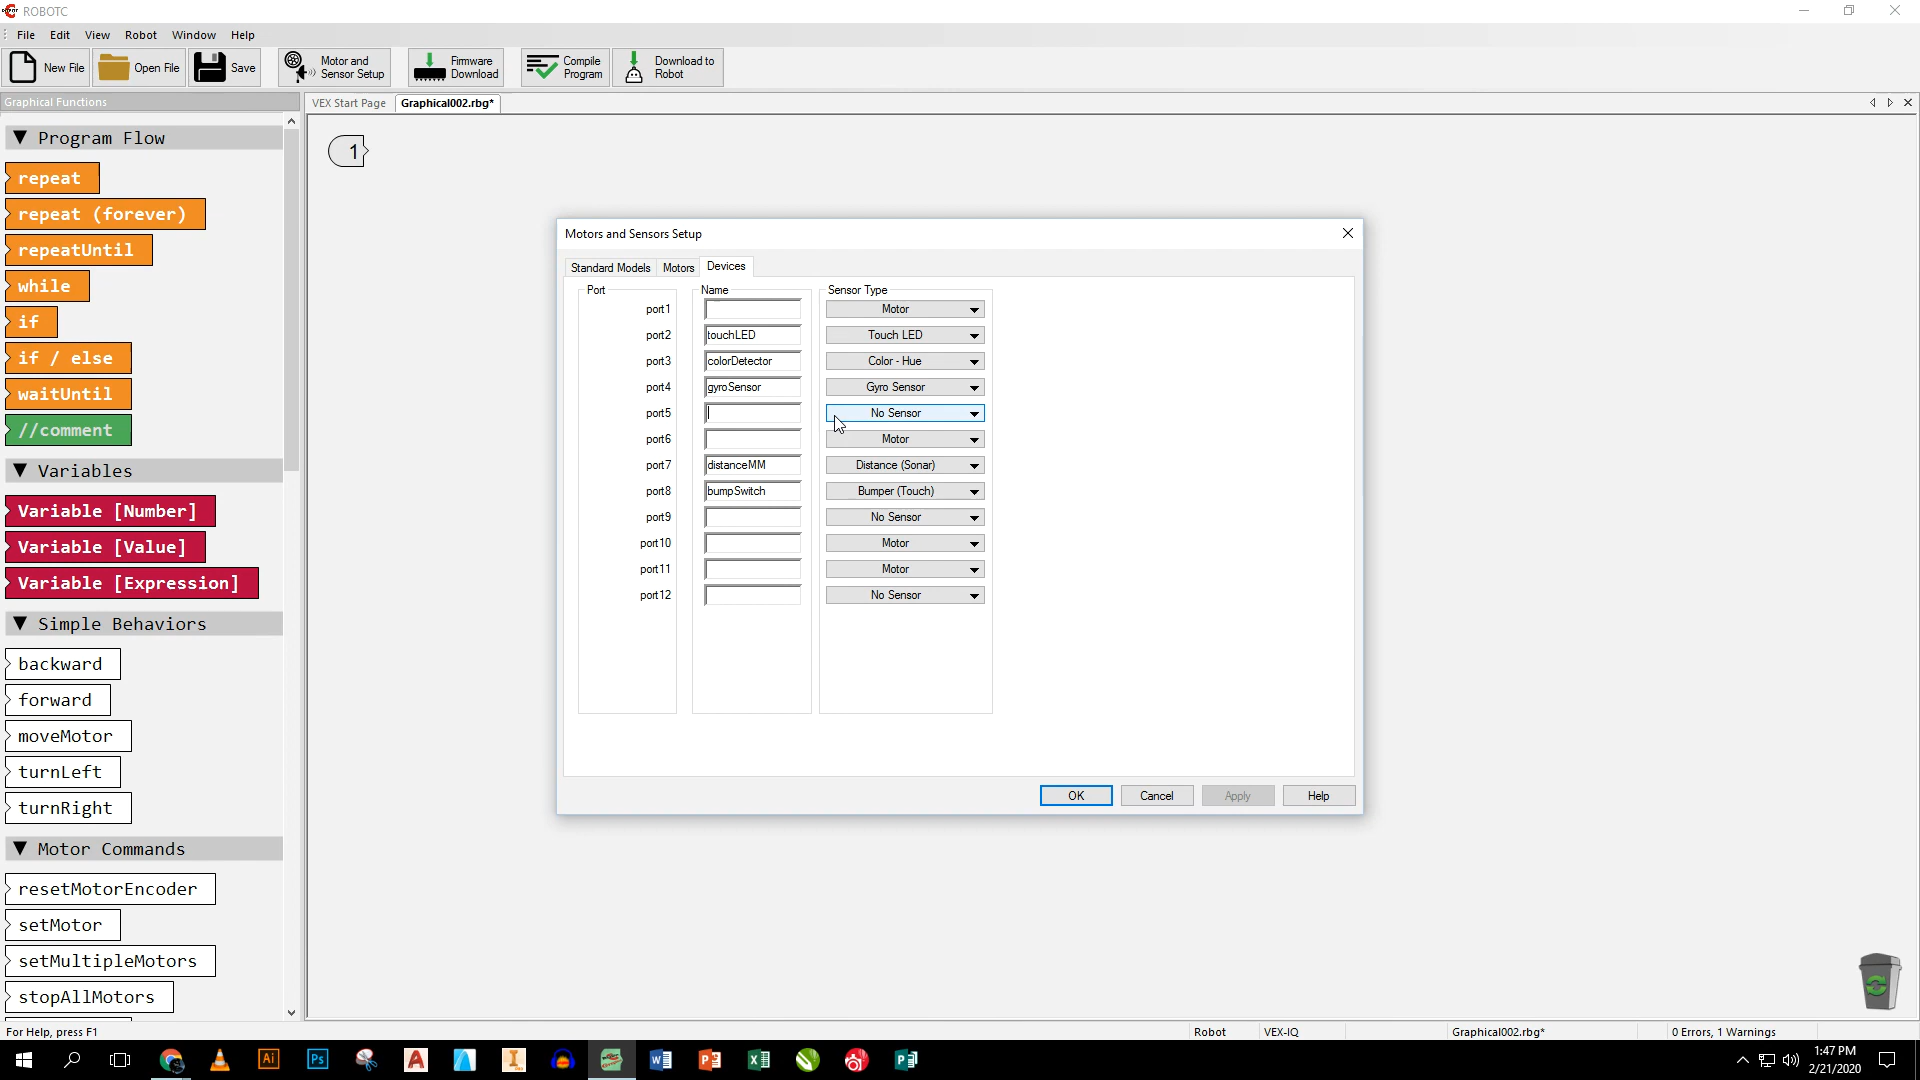 ROBOTC
File Edit View Robot Window Help
New File Open File Save Motor and Sensor Setup Firmware Download Compile Program Download to Robot
Graphical Functions
VEX Start Page Graphical002.rbg*
Program Flow
repeat
repeat (forever)
repeatUntil
while
if
if / else
waitUntil
//comment
Variables
Variable [Number]
Variable [Value]
Variable [Expression]
Simple Behaviors
backward
forward
moveMotor
turnLeft
turnRight
Motor Commands
resetMotorEncoder
setMotor
setMultipleMotors
stopAllMotors
1
Motors and Sensors Setup
Standard Models Motors Devices
Port Name Sensor Type
port1 Motor
port2 touchLED Touch LED
port3 colorDetector Color - Hue
port4 gyroSensor Gyro Sensor
port5 No Sensor
port6 Motor
port7 distanceMM Distance (Sonar)
port8 bumpSwitch Bumper (Touch)
port9 No Sensor
port10 Motor
port11 Motor
port12 No Sensor
OK Cancel Apply Help
For Help, press F1 Robot VEX-IQ Graphical002.rbg* 0 Errors, 1 Warnings
Ai Ps
1:47 PM
2/21/2020